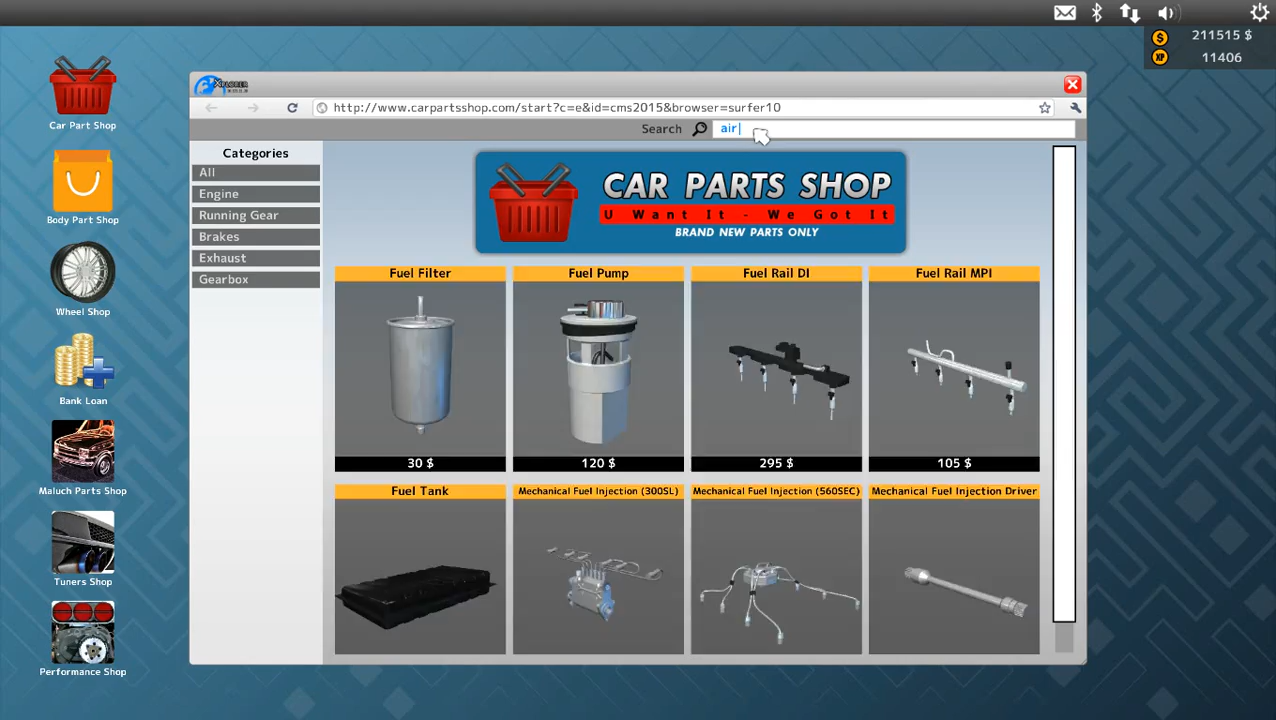 211515 $
XP
11406
Car Part Shop
Body Part Shop
Wheel Shop
Bank Loan
Maluch Parts Shop
Tuners Shop
Performance Shop
http://www.carpartsshop.com/start?c=e&id=cms2015&browser=surfer10
Search
air
Categories
All
Engine
Running Gear
Brakes
Exhaust
Gearbox
CAR PARTS SHOP
U Want It - We Got It
BRAND NEW PARTS ONLY
Fuel Filter
30 $
Fuel Pump
120 $
Fuel Rail DI
295 $
Fuel Rail MPI
105 $
Fuel Tank
Mechanical Fuel Injection (300SL)
Mechanical Fuel Injection (560SEC)
Mechanical Fuel Injection Driver